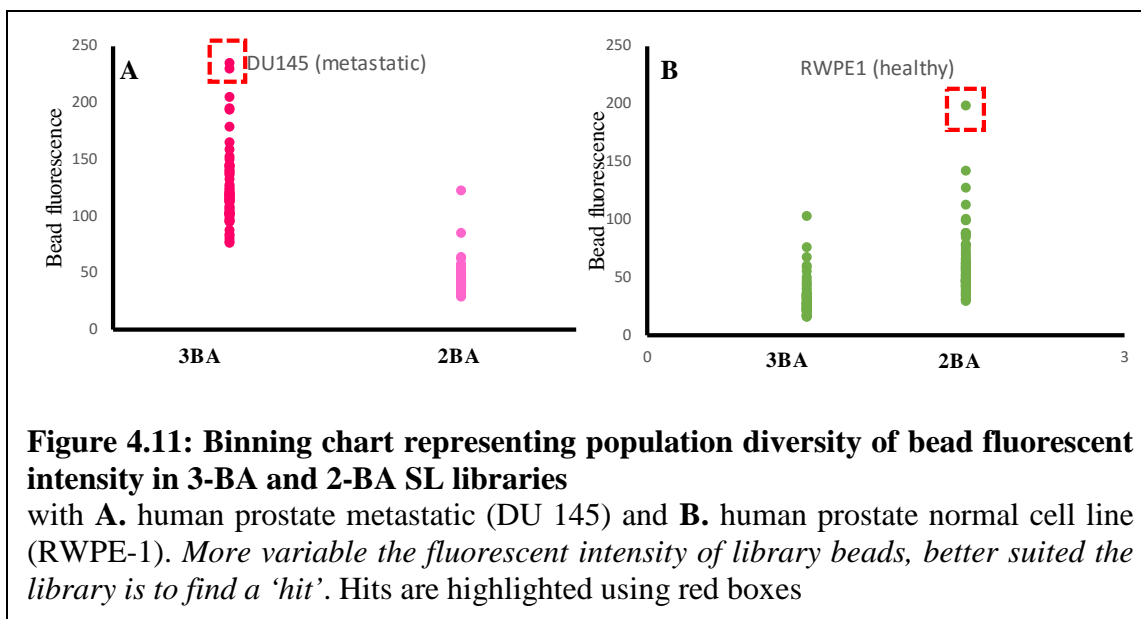 A
DU145 (metastatic)
Bead fluorescence
250
200
150
100
50
0
3BA
2BA
B
RWPE1 (healthy)
Bead fluorescence
250
200
150
100
50
0
0
3
3BA
2BA
Figure 4.11: Binning chart representing population diversity of bead fluorescent
intensity in 3-BA and 2-BA SL libraries
with A. human prostate metastatic (DU 145) and B. human prostate normal cell line
(RWPE-1). More variable the fluorescent intensity of library beads, better suited the
library is to find a ‘hit’. Hits are highlighted using red boxes